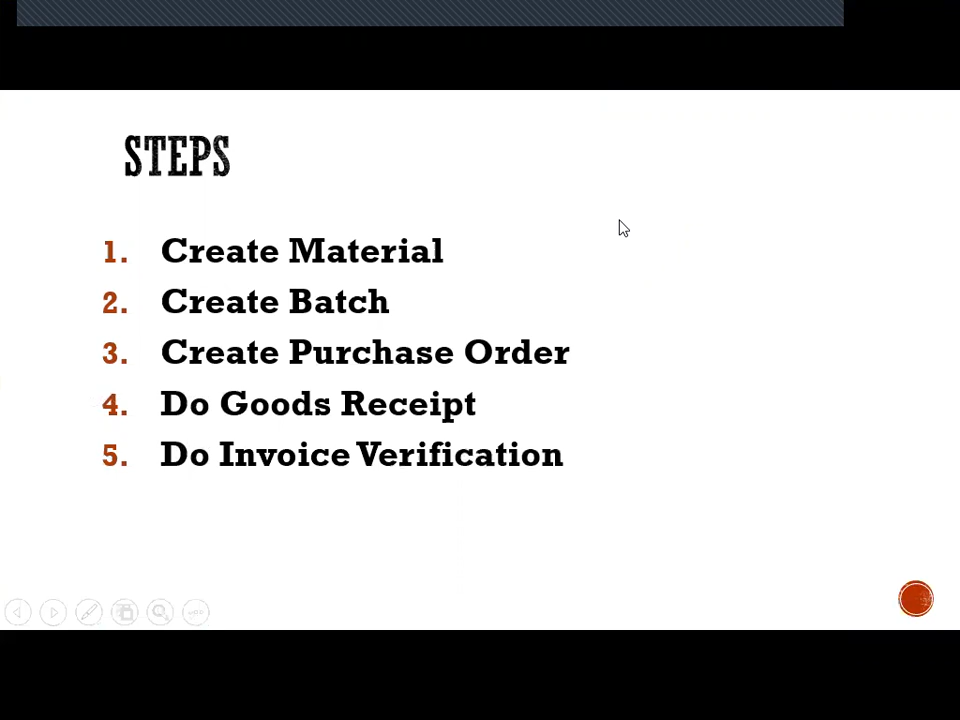 STEPS
1. Create Material
2. Create Batch
3. Create Purchase Order
4. Do Goods Receipt
5. Do Invoice Verification